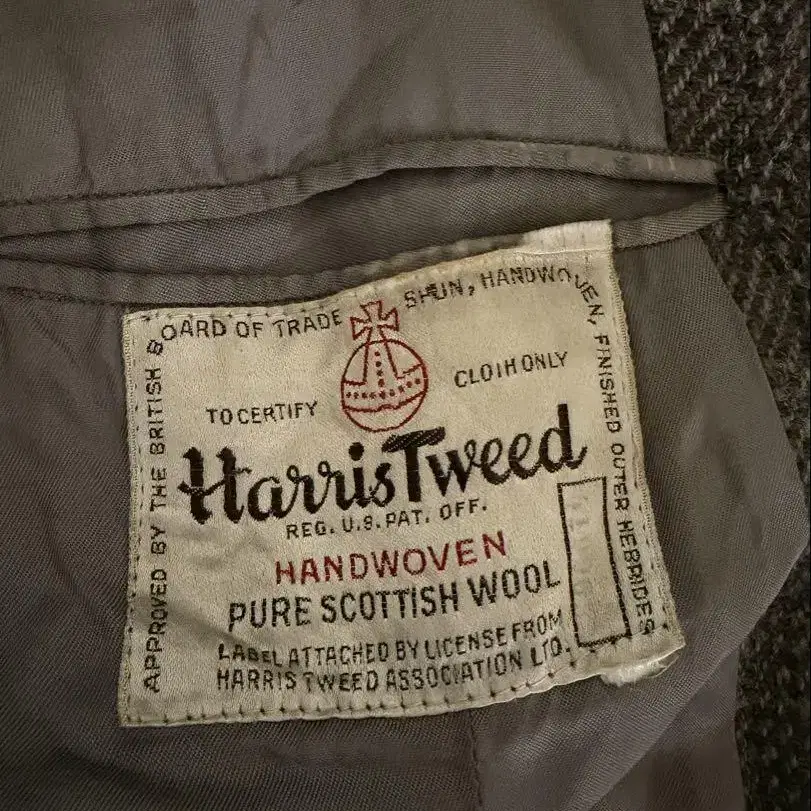 APPROVED BY THE BRITISH BOARD OF TRADE
SPUN, HANDWOVEN, FINISHED OUTER HEBRIDES
TO CERTIFY
CLOTH ONLY
Harris Tweed
REG. U.S. PAT. OFF.
HANDWOVEN
PURE SCOTTISH WOOL
LABEL ATTACHED BY LICENSE FROM
HARRIS TWEED ASSOCIATION LTD.